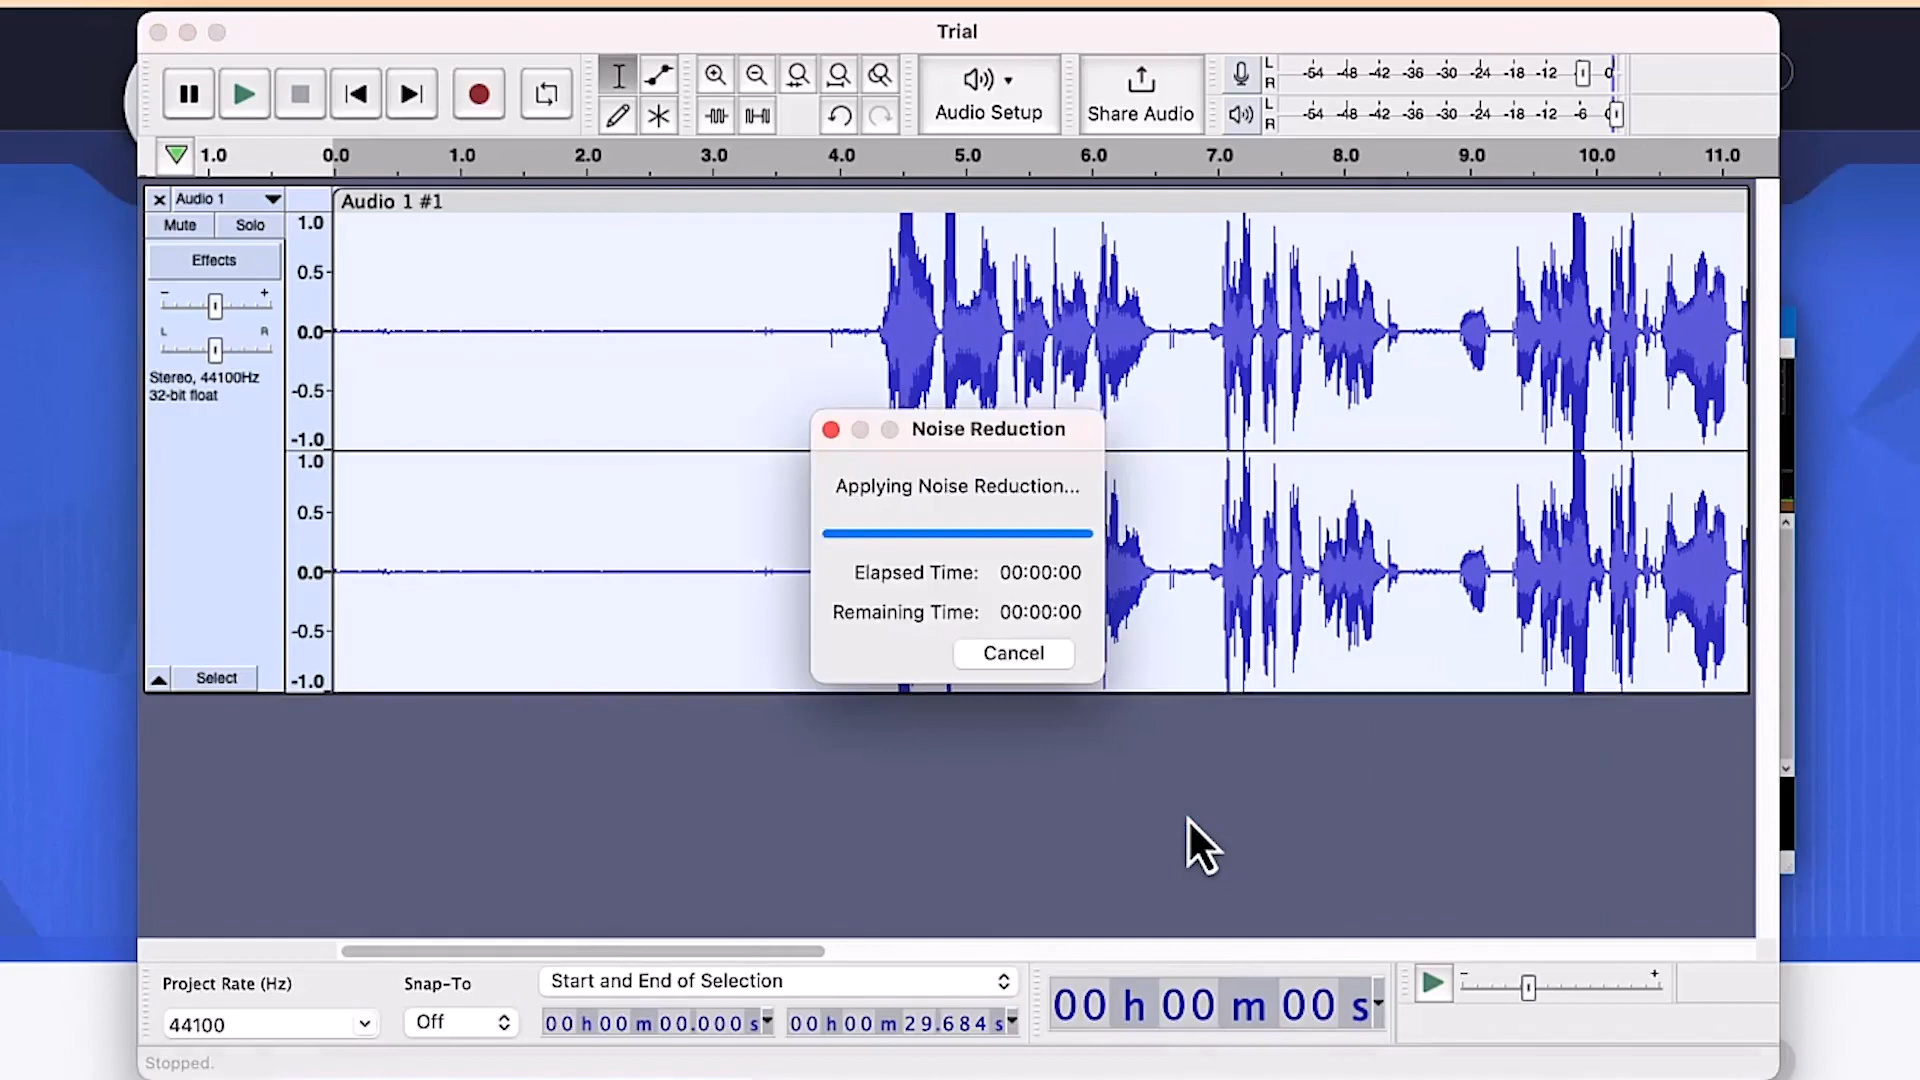 Trial
Audio Setup
Share Audio
L
R
-54 -48 -42 -36 -30 -24 -18 -12 0
L
R
-54 -48 -42 -36 -30 -24 -18 -12 -6 0
1.0 0.0 1.0 2.0 3.0 4.0 5.0 6.0 7.0 8.0 9.0 10.0 11.0
Audio 1
Audio 1 #1
Mute Solo
Effects
- +
L R
Stereo, 44100Hz
32-bit float
Select
1.0
0.5
0.0
-0.5
-1.0
1.0
0.5
0.0
-0.5
-1.0
Noise Reduction
Applying Noise Reduction...
Elapsed Time: 00:00:00
Remaining Time: 00:00:00
Cancel
Project Rate (Hz)
44100
Snap-To
Off
Start and End of Selection
00 h 00 m 00.000 s
00 h 00 m 29.684 s
00 h 00 m 00 s
- +
Stopped.